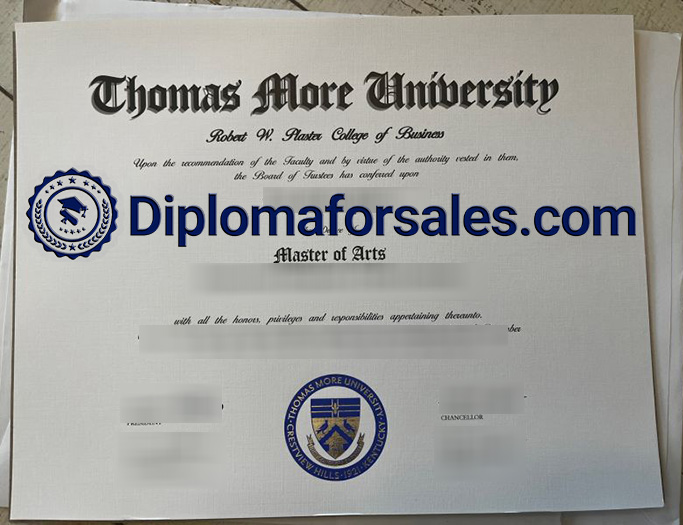 Thomas More University
Robert W. Plaster College of Business
Upon the recommendation of the Faculty and by virtue of the authority vested in them,
the Board of Trustees has conferred upon
Diplomaforsales.com
Master of Arts
with all the honors, privileges and responsibilities appertaining thereunto.
CHANCELLOR
THOMAS MORE UNIVERSITY
CRESTVIEW HILLS · 1921 · KENTUCKY